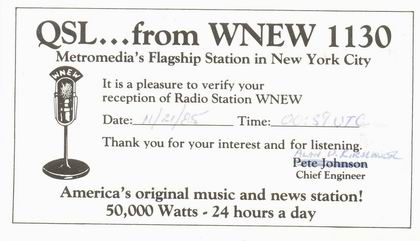 QSL...from WNEW 1130
Metromedia's Flagship Station in New York City
WNEW
It is a pleasure to verify your
reception of Radio Station WNEW
Date: 11/21/85 Time: 00:59 UTC
Thank you for your interest and for listening.
Alan
Pete Johnson
Chief Engineer
America's original music and news station!
50,000 Watts - 24 hours a day